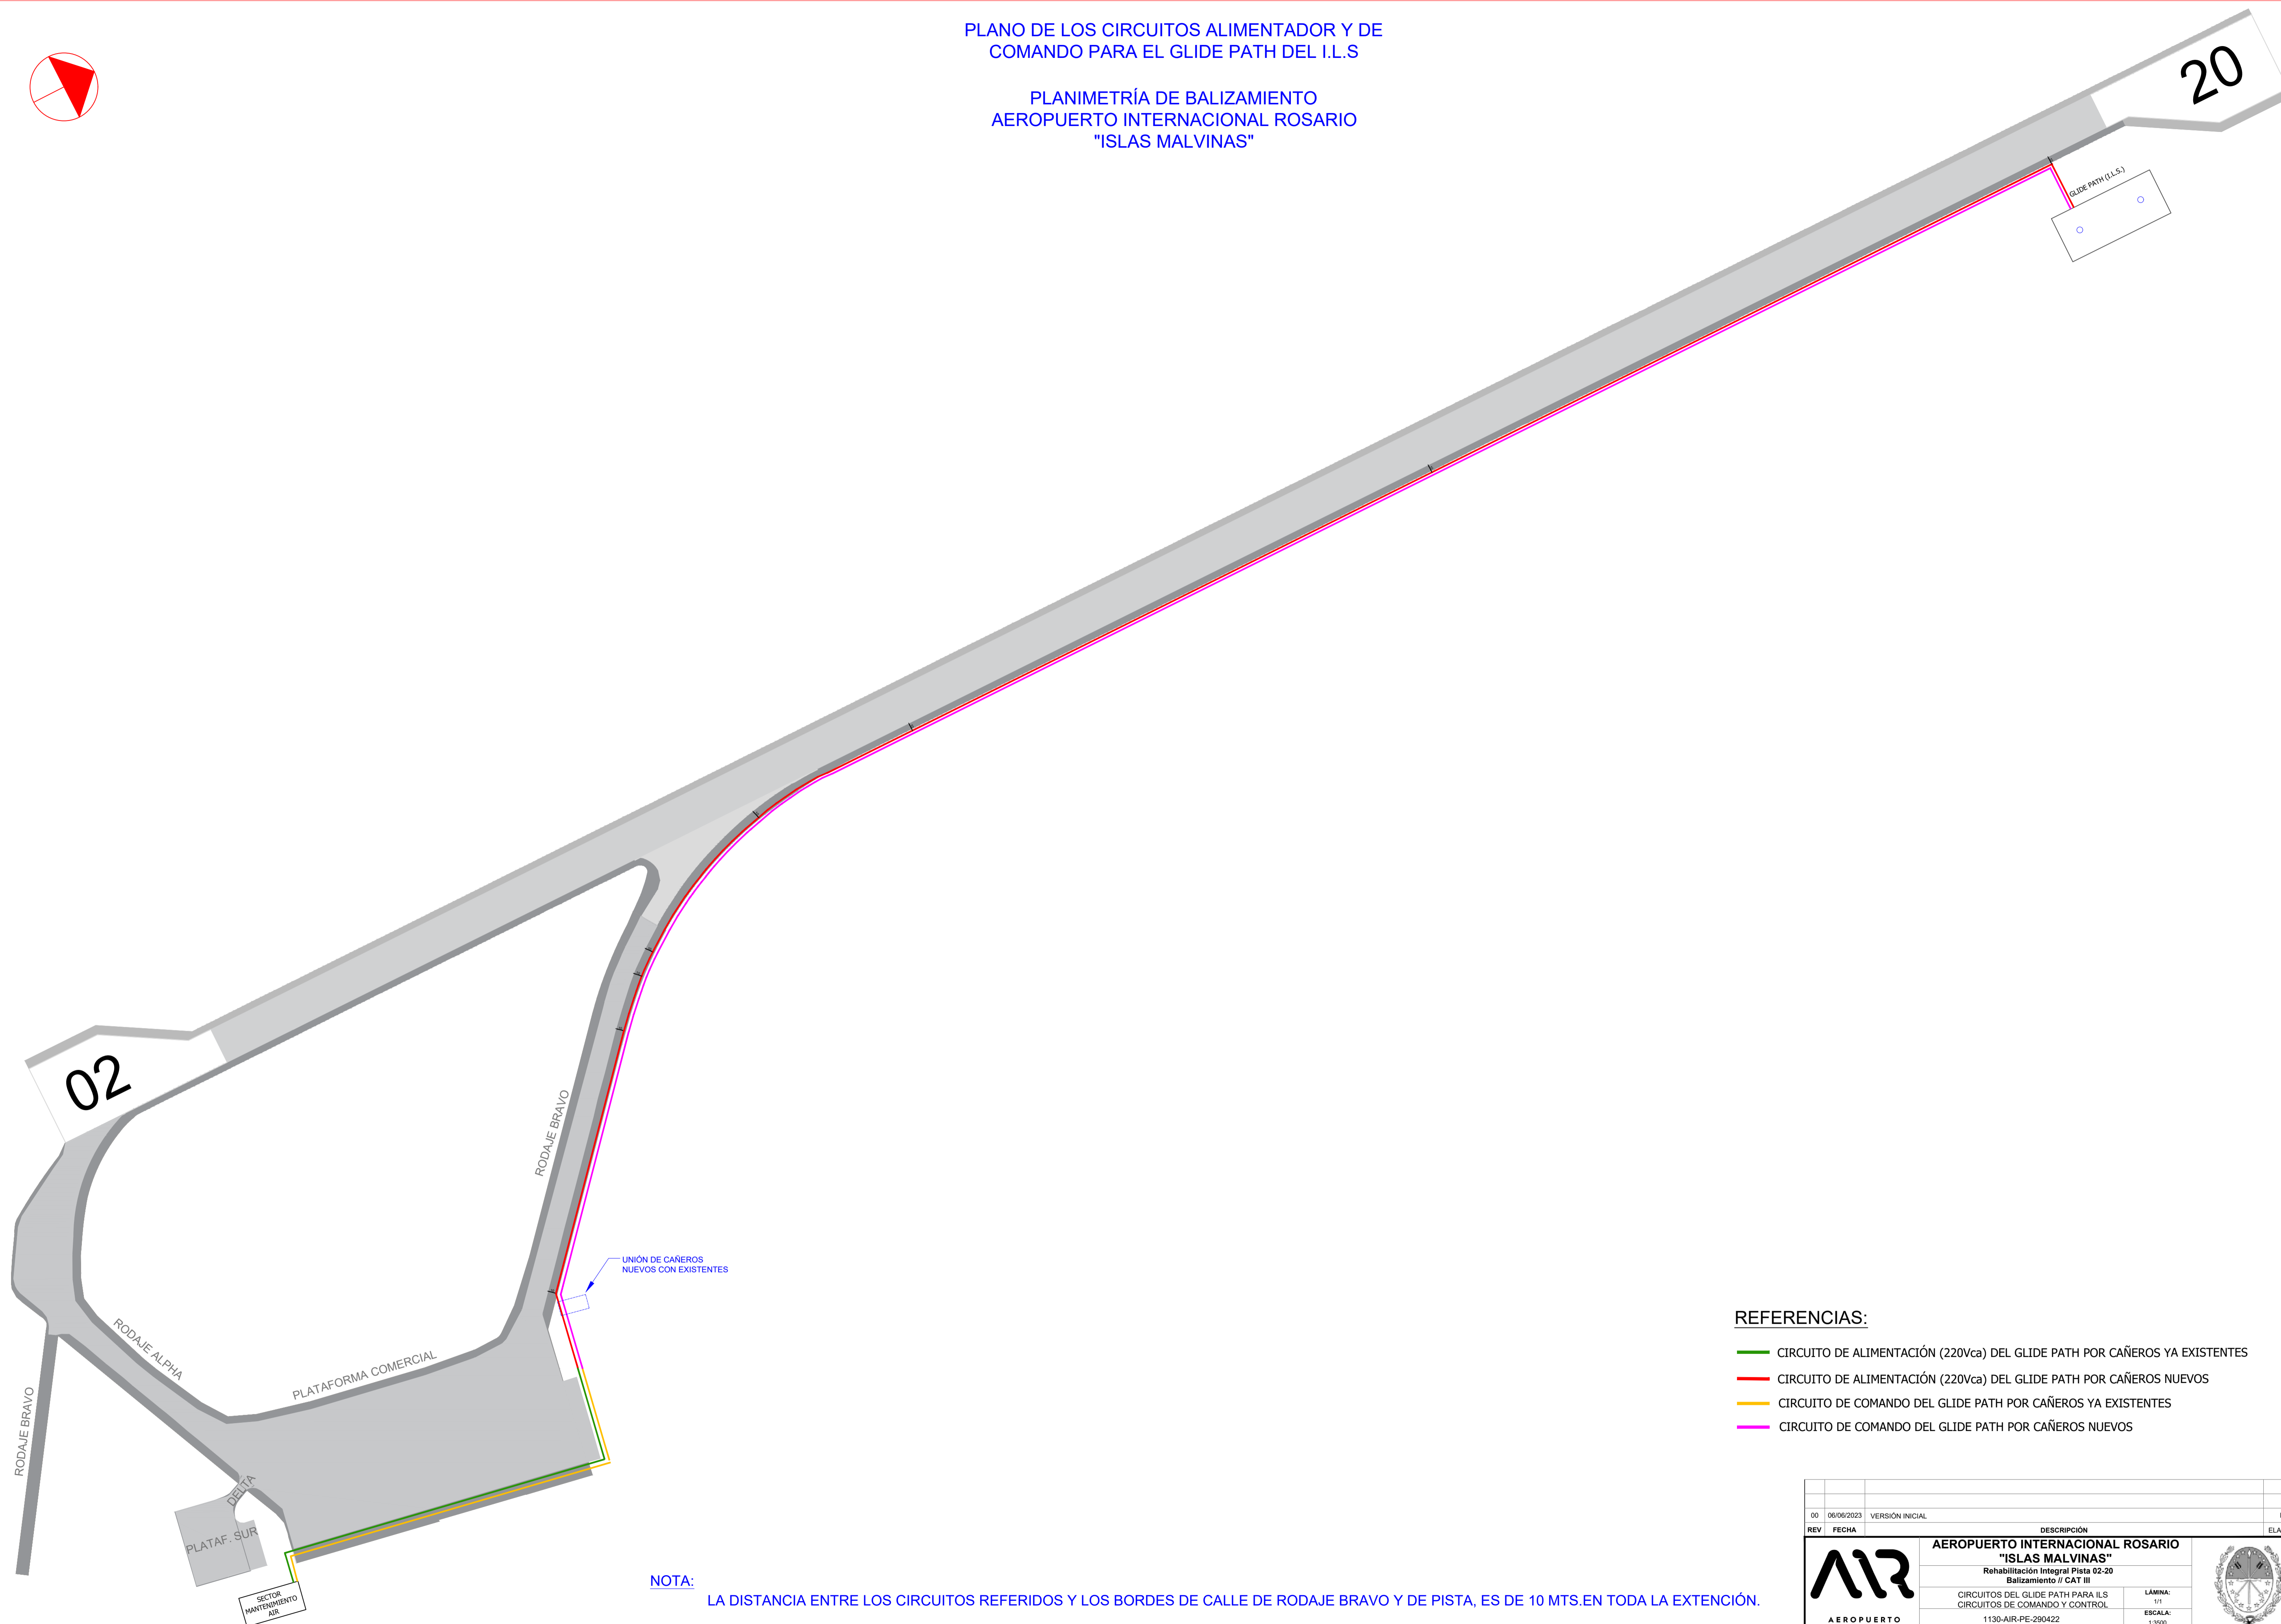 PLANO DE LOS CIRCUITOS ALIMENTADOR Y DE
COMANDO PARA EL GLIDE PATH DEL I.L.S
PLANIMETRÍA DE BALIZAMIENTO
AEROPUERTO INTERNACIONAL ROSARIO
"ISLAS MALVINAS"
20
GLIDE PATH (I.L.S.)
02
RODAJE BRAVO
UNIÓN DE CAÑEROS
NUEVOS CON EXISTENTES
RODAJE ALPHA
PLATAFORMA COMERCIAL
RODAJE BRAVO
DELTA
PLATAF. SUR
SECTOR
MANTENIMIENTO
AIR
REFERENCIAS:
CIRCUITO DE ALIMENTACIÓN (220Vca) DEL GLIDE PATH POR CAÑEROS YA EXISTENTES
CIRCUITO DE ALIMENTACIÓN (220Vca) DEL GLIDE PATH POR CAÑEROS NUEVOS
CIRCUITO DE COMANDO DEL GLIDE PATH POR CAÑEROS YA EXISTENTES
CIRCUITO DE COMANDO DEL GLIDE PATH POR CAÑEROS NUEVOS
NOTA:
LA DISTANCIA ENTRE LOS CIRCUITOS REFERIDOS Y LOS BORDES DE CALLE DE RODAJE BRAVO Y DE PISTA, ES DE 10 MTS.EN TODA LA EXTENCIÓN.
00 06/06/2023 VERSIÓN INICIAL
REV FECHA DESCRIPCIÓN ELA
AEROPUERTO INTERNACIONAL ROSARIO
"ISLAS MALVINAS"
Rehabilitación Integral Pista 02-20
Balizamiento // CAT III
CIRCUITOS DEL GLIDE PATH PARA ILS
CIRCUITOS DE COMANDO Y CONTROL
LÁMINA:
1/1
1130-AIR-PE-290422
ESCALA:
1:3500
AIR
AEROPUERTO